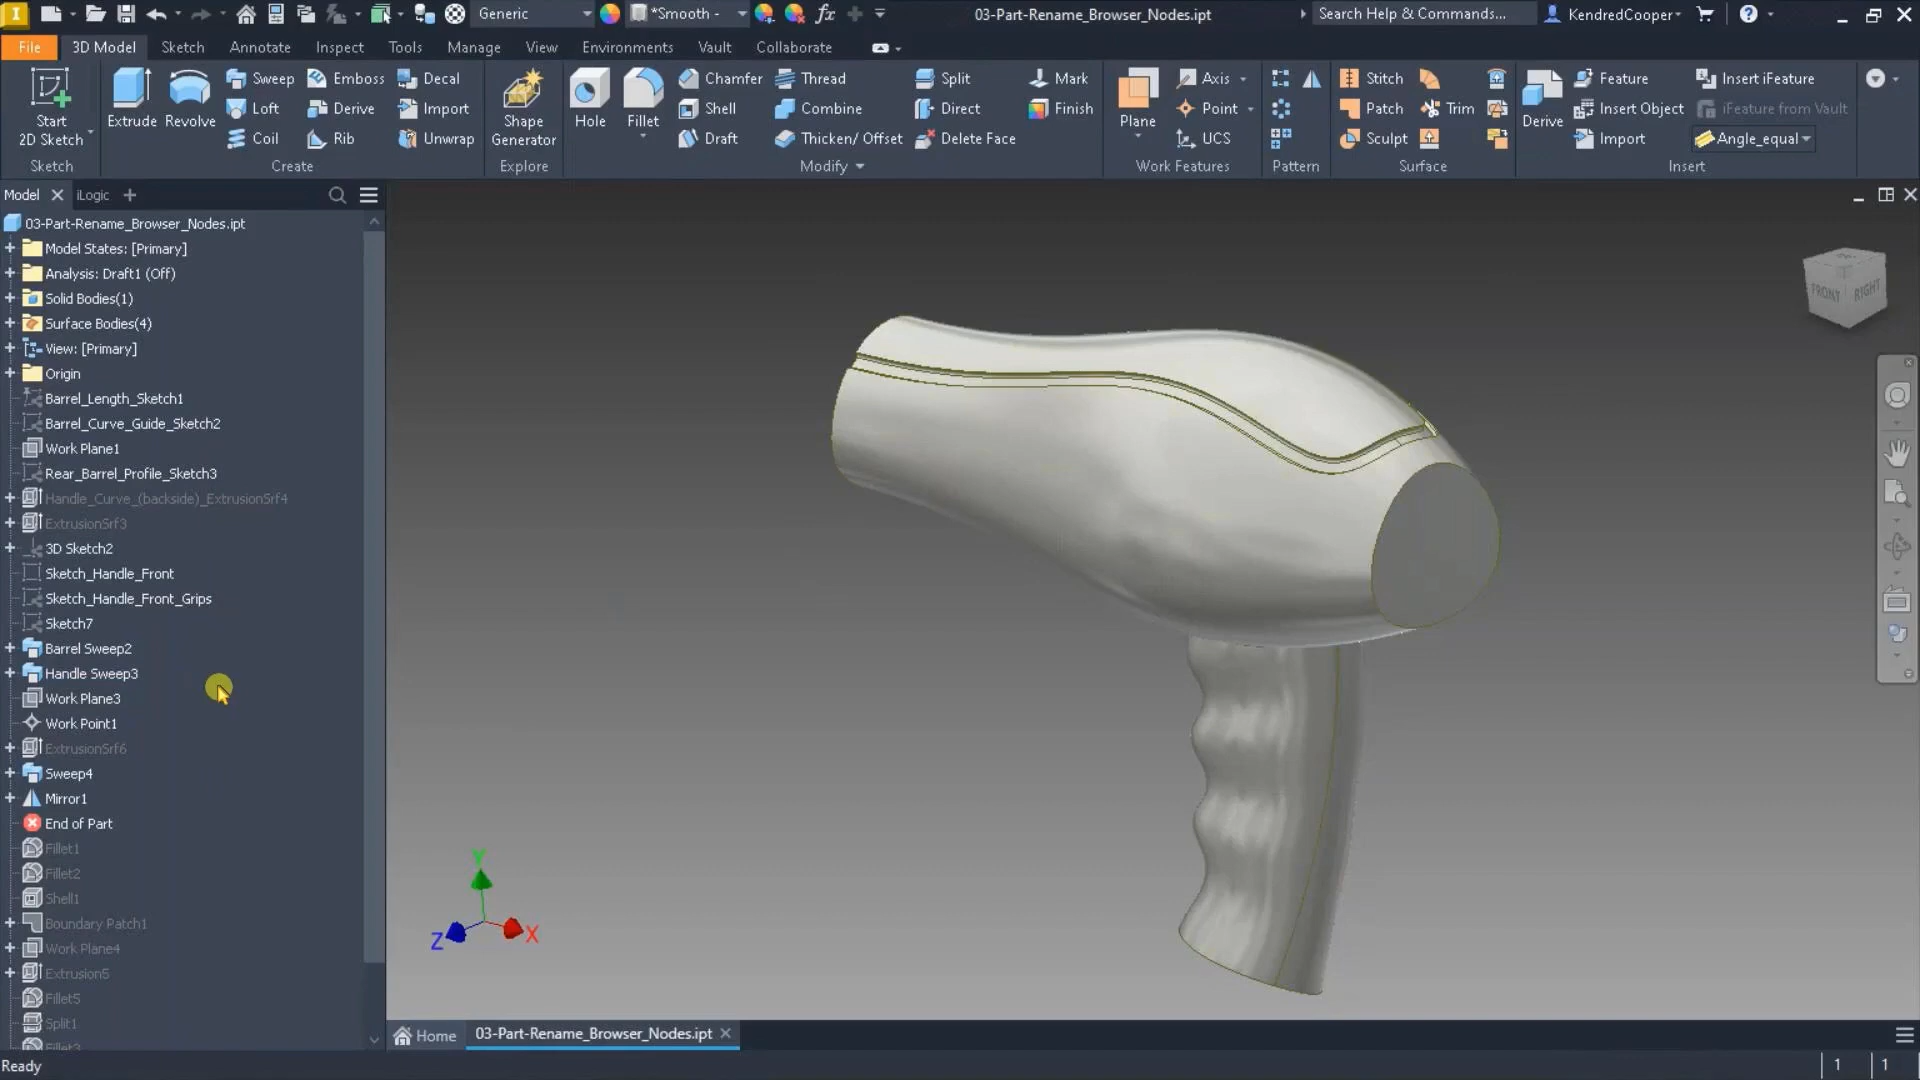 Generic
*Smooth -
fx
03-Part-Rename_Browser_Nodes.ipt
Search Help & Commands...
KendredCooper
File
3D Model
Sketch
Annotate
Inspect
Tools
Manage
View
Environments
Vault
Collaborate
Start
2D Sketch
Extrude
Revolve
Sweep
Loft
Coil
Emboss
Derive
Rib
Decal
Import
Unwrap
Shape
Generator
Hole
Fillet
Chamfer
Shell
Draft
Thread
Combine
Thicken/ Offset
Split
Direct
Delete Face
Mark
Finish
Plane
Axis
Point
UCS
Stitch
Patch
Sculpt
Trim
Derive
Feature
Insert Object
Import
Insert iFeature
iFeature from Vault
Angle_equal
Sketch
Create
Explore
Modify
Work Features
Pattern
Surface
Insert
Model
iLogic
03-Part-Rename_Browser_Nodes.ipt
Model States: [Primary]
Analysis: Draft1 (Off)
Solid Bodies(1)
Surface Bodies(4)
View: [Primary]
Origin
Barrel_Length_Sketch1
Barrel_Curve_Guide_Sketch2
Work Plane1
Rear_Barrel_Profile_Sketch3
Handle_Curve_(backside)_ExtrusionSrf4
ExtrusionSrf3
3D Sketch2
Sketch_Handle_Front
Sketch_Handle_Front_Grips
Sketch7
Barrel Sweep2
Handle Sweep3
Work Plane3
Work Point1
ExtrusionSrf6
Sweep4
Mirror1
End of Part
Fillet1
Fillet2
Shell1
Boundary Patch1
Work Plane4
Extrusion5
Fillet5
Split1
Fillet3
FRONT
RIGHT
Y
Z
X
Home
03-Part-Rename_Browser_Nodes.ipt
Ready
1
1